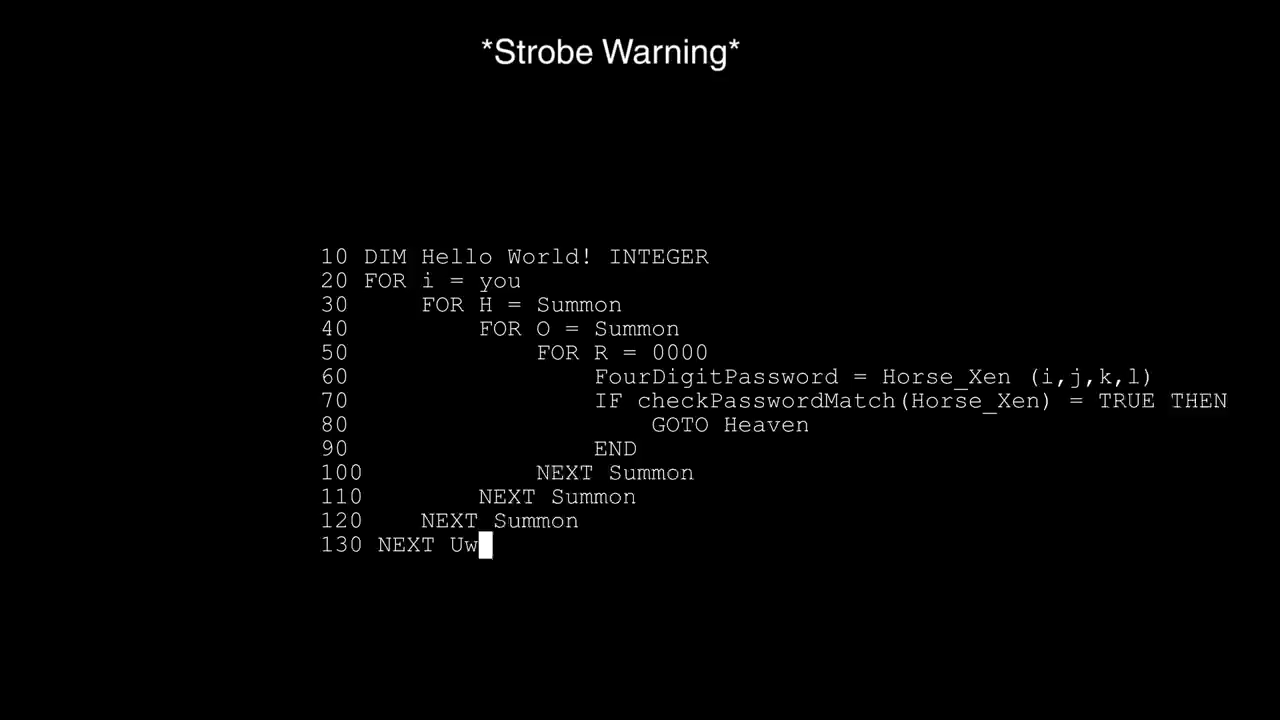 *Strobe Warning*
10 DIM Hello World! INTEGER
20 FOR i = you
30 FOR H = Summon
40 FOR O = Summon
50 FOR R = 0000
60 FourDigitPassword = Horse_Xen (i,j,k,l)
70 IF checkPasswordMatch(Horse_Xen) = TRUE THEN
80 GOTO Heaven
90 END
100 NEXT Summon
110 NEXT Summon
120 NEXT Summon
130 NEXT Uw